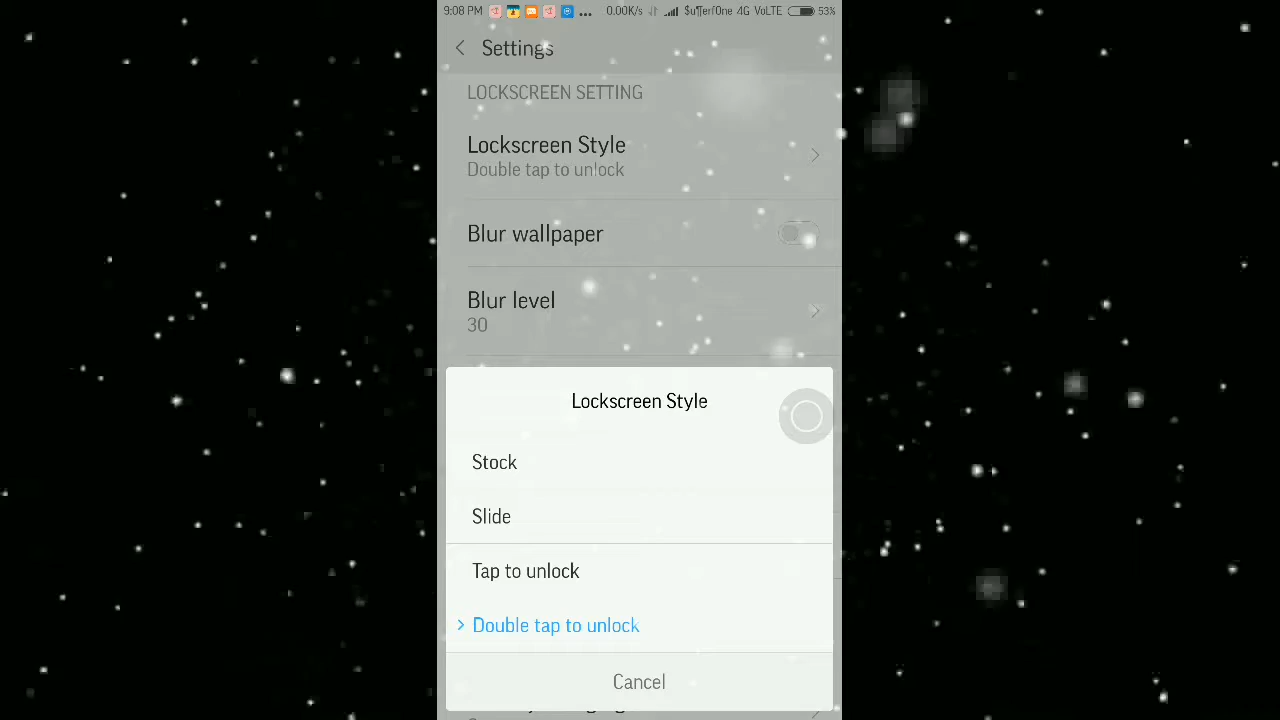 9:08 PM ... 0.00K/s $u¶erfOne 4G VoLTE 53%
Settings
LOCKSCREEN SETTING
Lockscreen Style
Double tap to unlock
Blur wallpaper
Blur level
30
Lockscreen Style
Stock
Slide
Tap to unlock
Double tap to unlock
Cancel